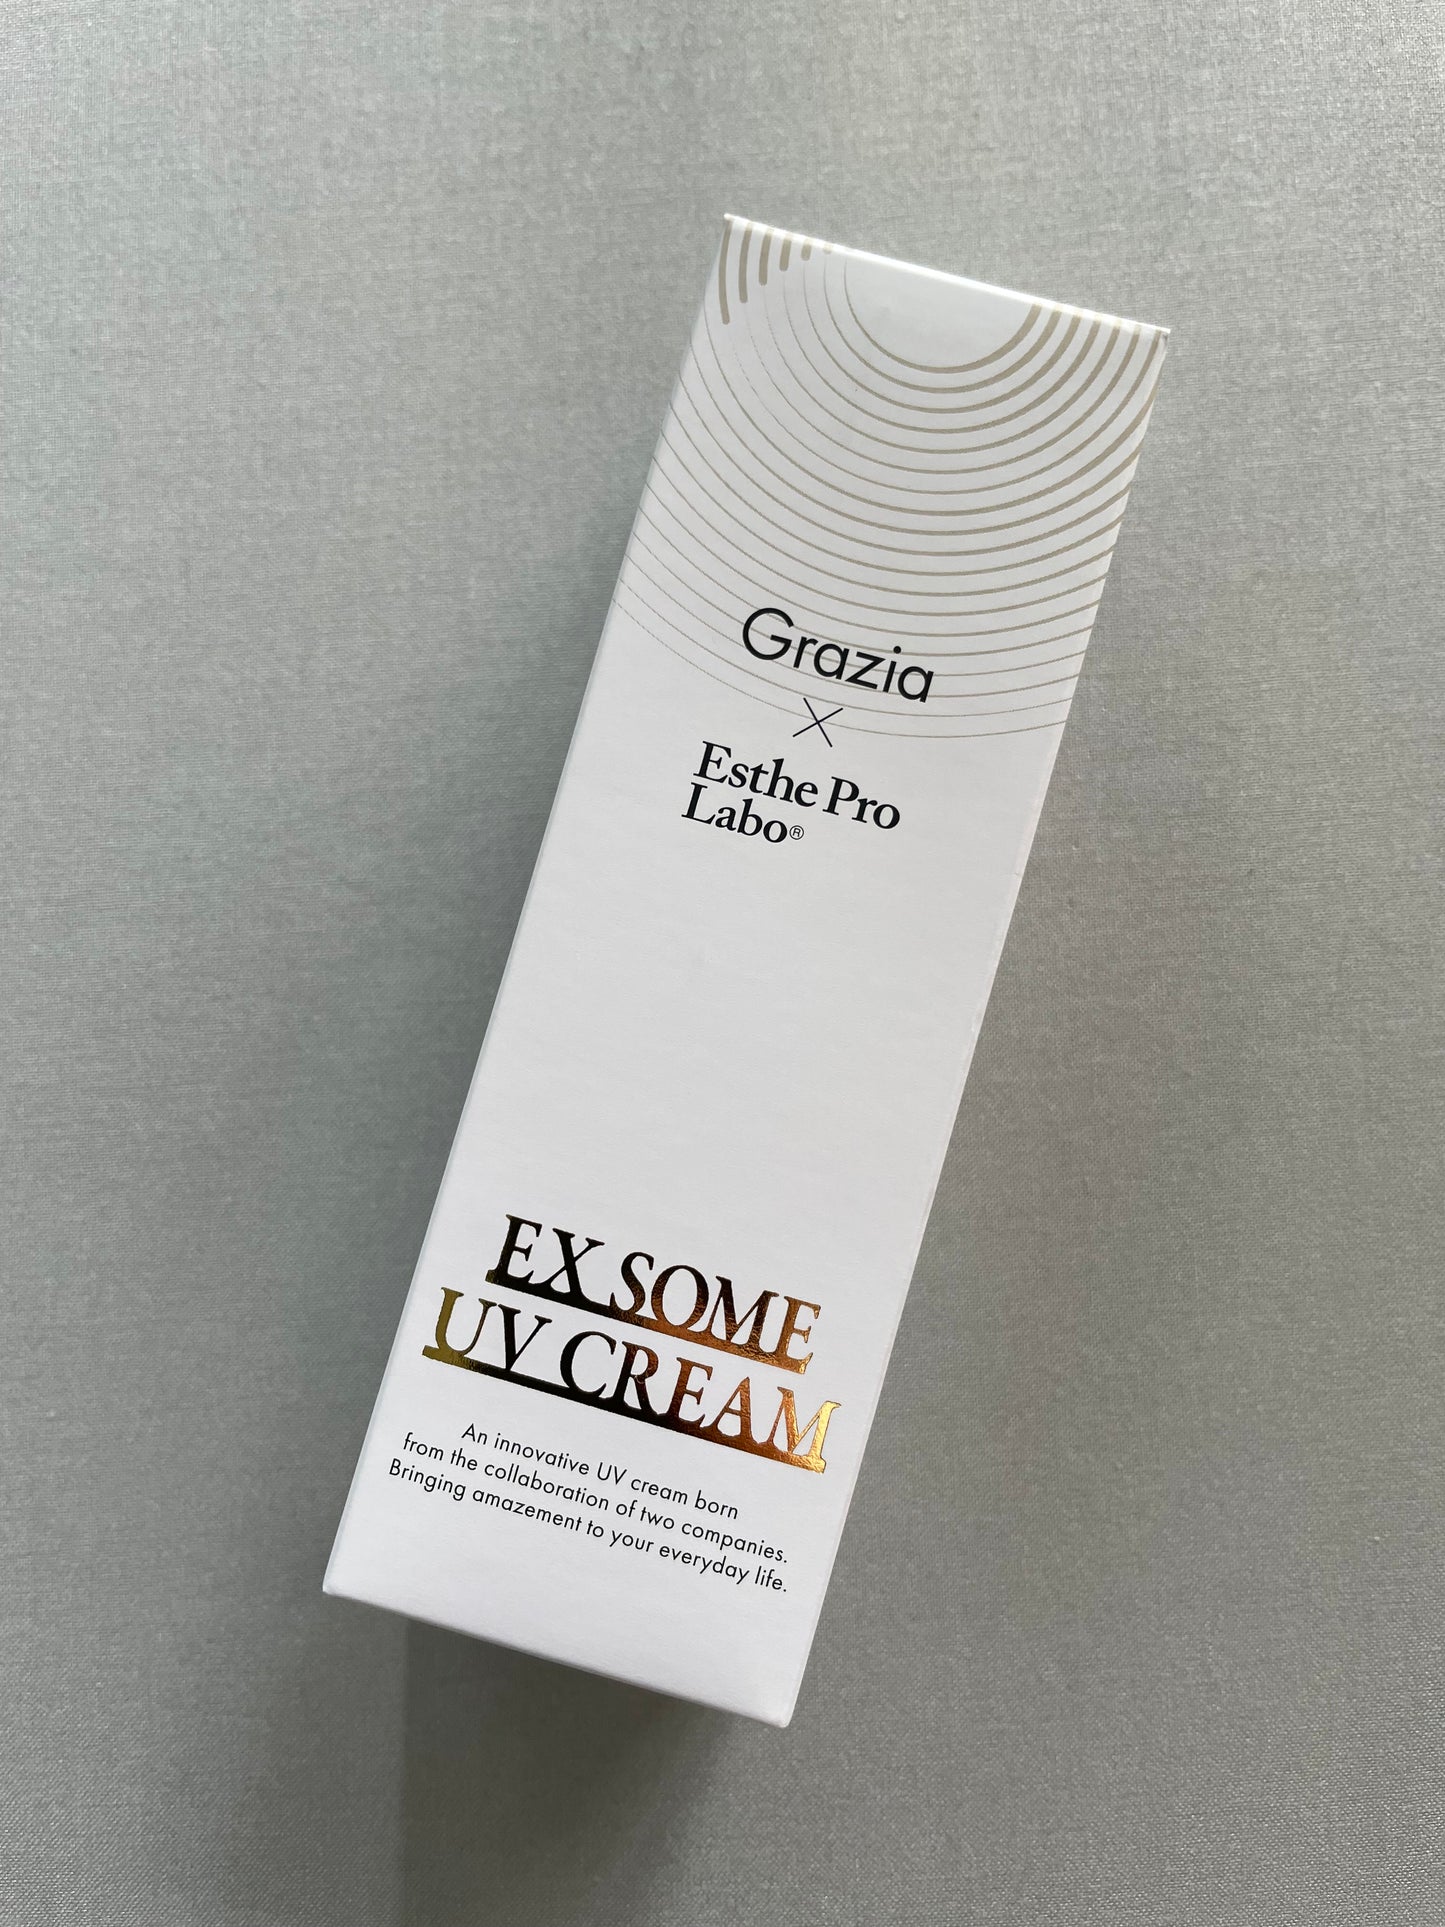 Grazia
×
Esthe Pro
Labo®
EX SOME
UV CREAM
An innovative UV cream born
from the collaboration of two companies.
Bringing amazement to your everyday life.